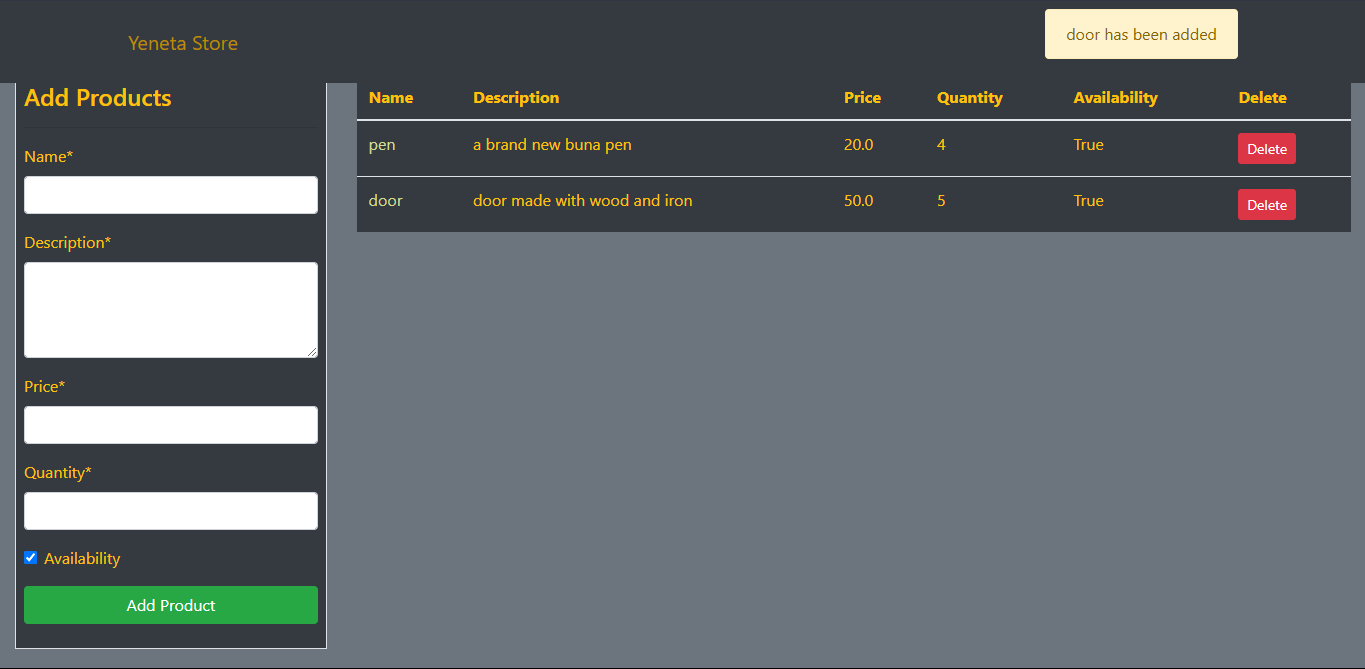 Yeneta Store
door has been added
Add Products
Name*
Description*
Price*
Quantity*
Availability
Add Product
Name Description Price Quantity Availability Delete
pen a brand new buna pen 20.0 4 True Delete
door door made with wood and iron 50.0 5 True Delete